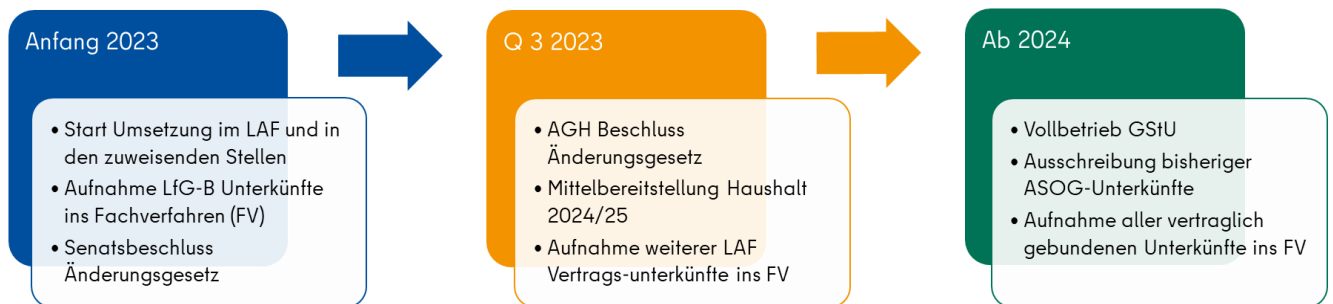 Anfang 2023
• Start Umsetzung im LAF und in
den zuweisenden Stellen
• Aufnahme LfG-B Unterkünfte
ins Fachverfahren (FV)
• Senatsbeschluss
Änderungsgesetz
Q 3 2023
• AGH Beschluss
Änderungsgesetz
• Mittelbereitstellung Haushalt
2024/25
• Aufnahme weiterer LAF
Vertrags-unterkünfte ins FV
Ab 2024
• Vollbetrieb GStU
• Ausschreibung bisheriger
ASOG-Unterkünfte
• Aufnahme aller vertraglich
gebundenen Unterkünfte ins FV